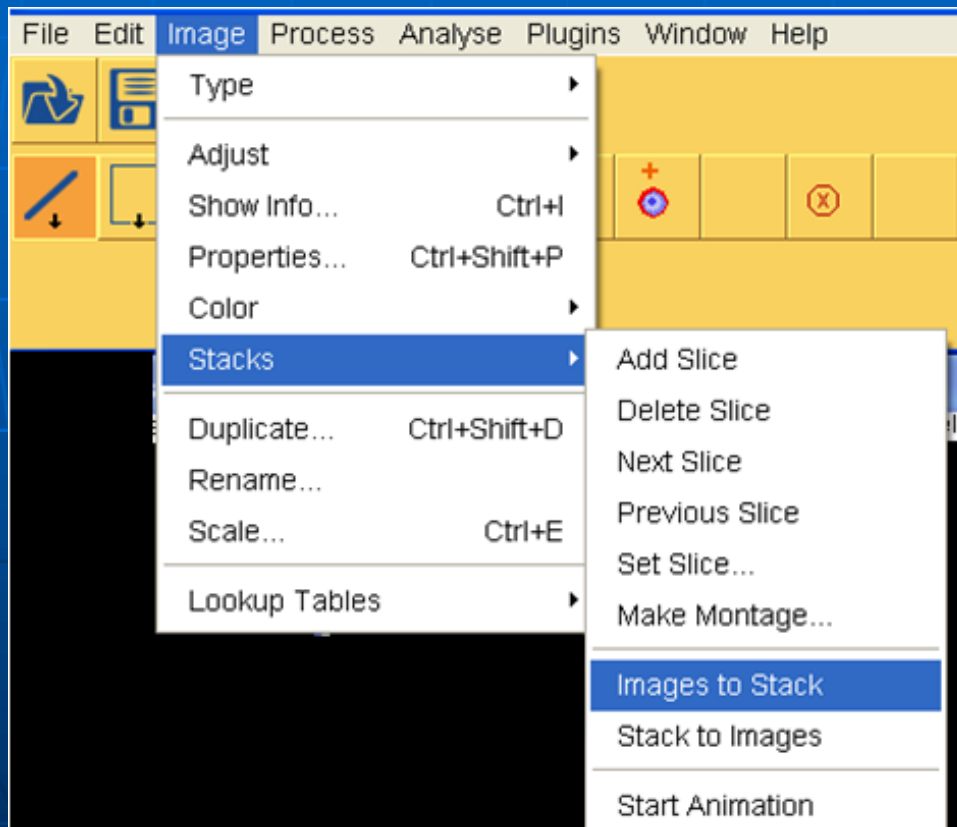 File Edit Image Process Analyse Plugins Window Help
Type
Adjust
Show Info... Ctrl+I
Properties... Ctrl+Shift+P
Color
Stacks
Duplicate... Ctrl+Shift+D
Rename...
Scale... Ctrl+E
Lookup Tables
Add Slice
Delete Slice
Next Slice
Previous Slice
Set Slice...
Make Montage...
Images to Stack
Stack to Images
Start Animation